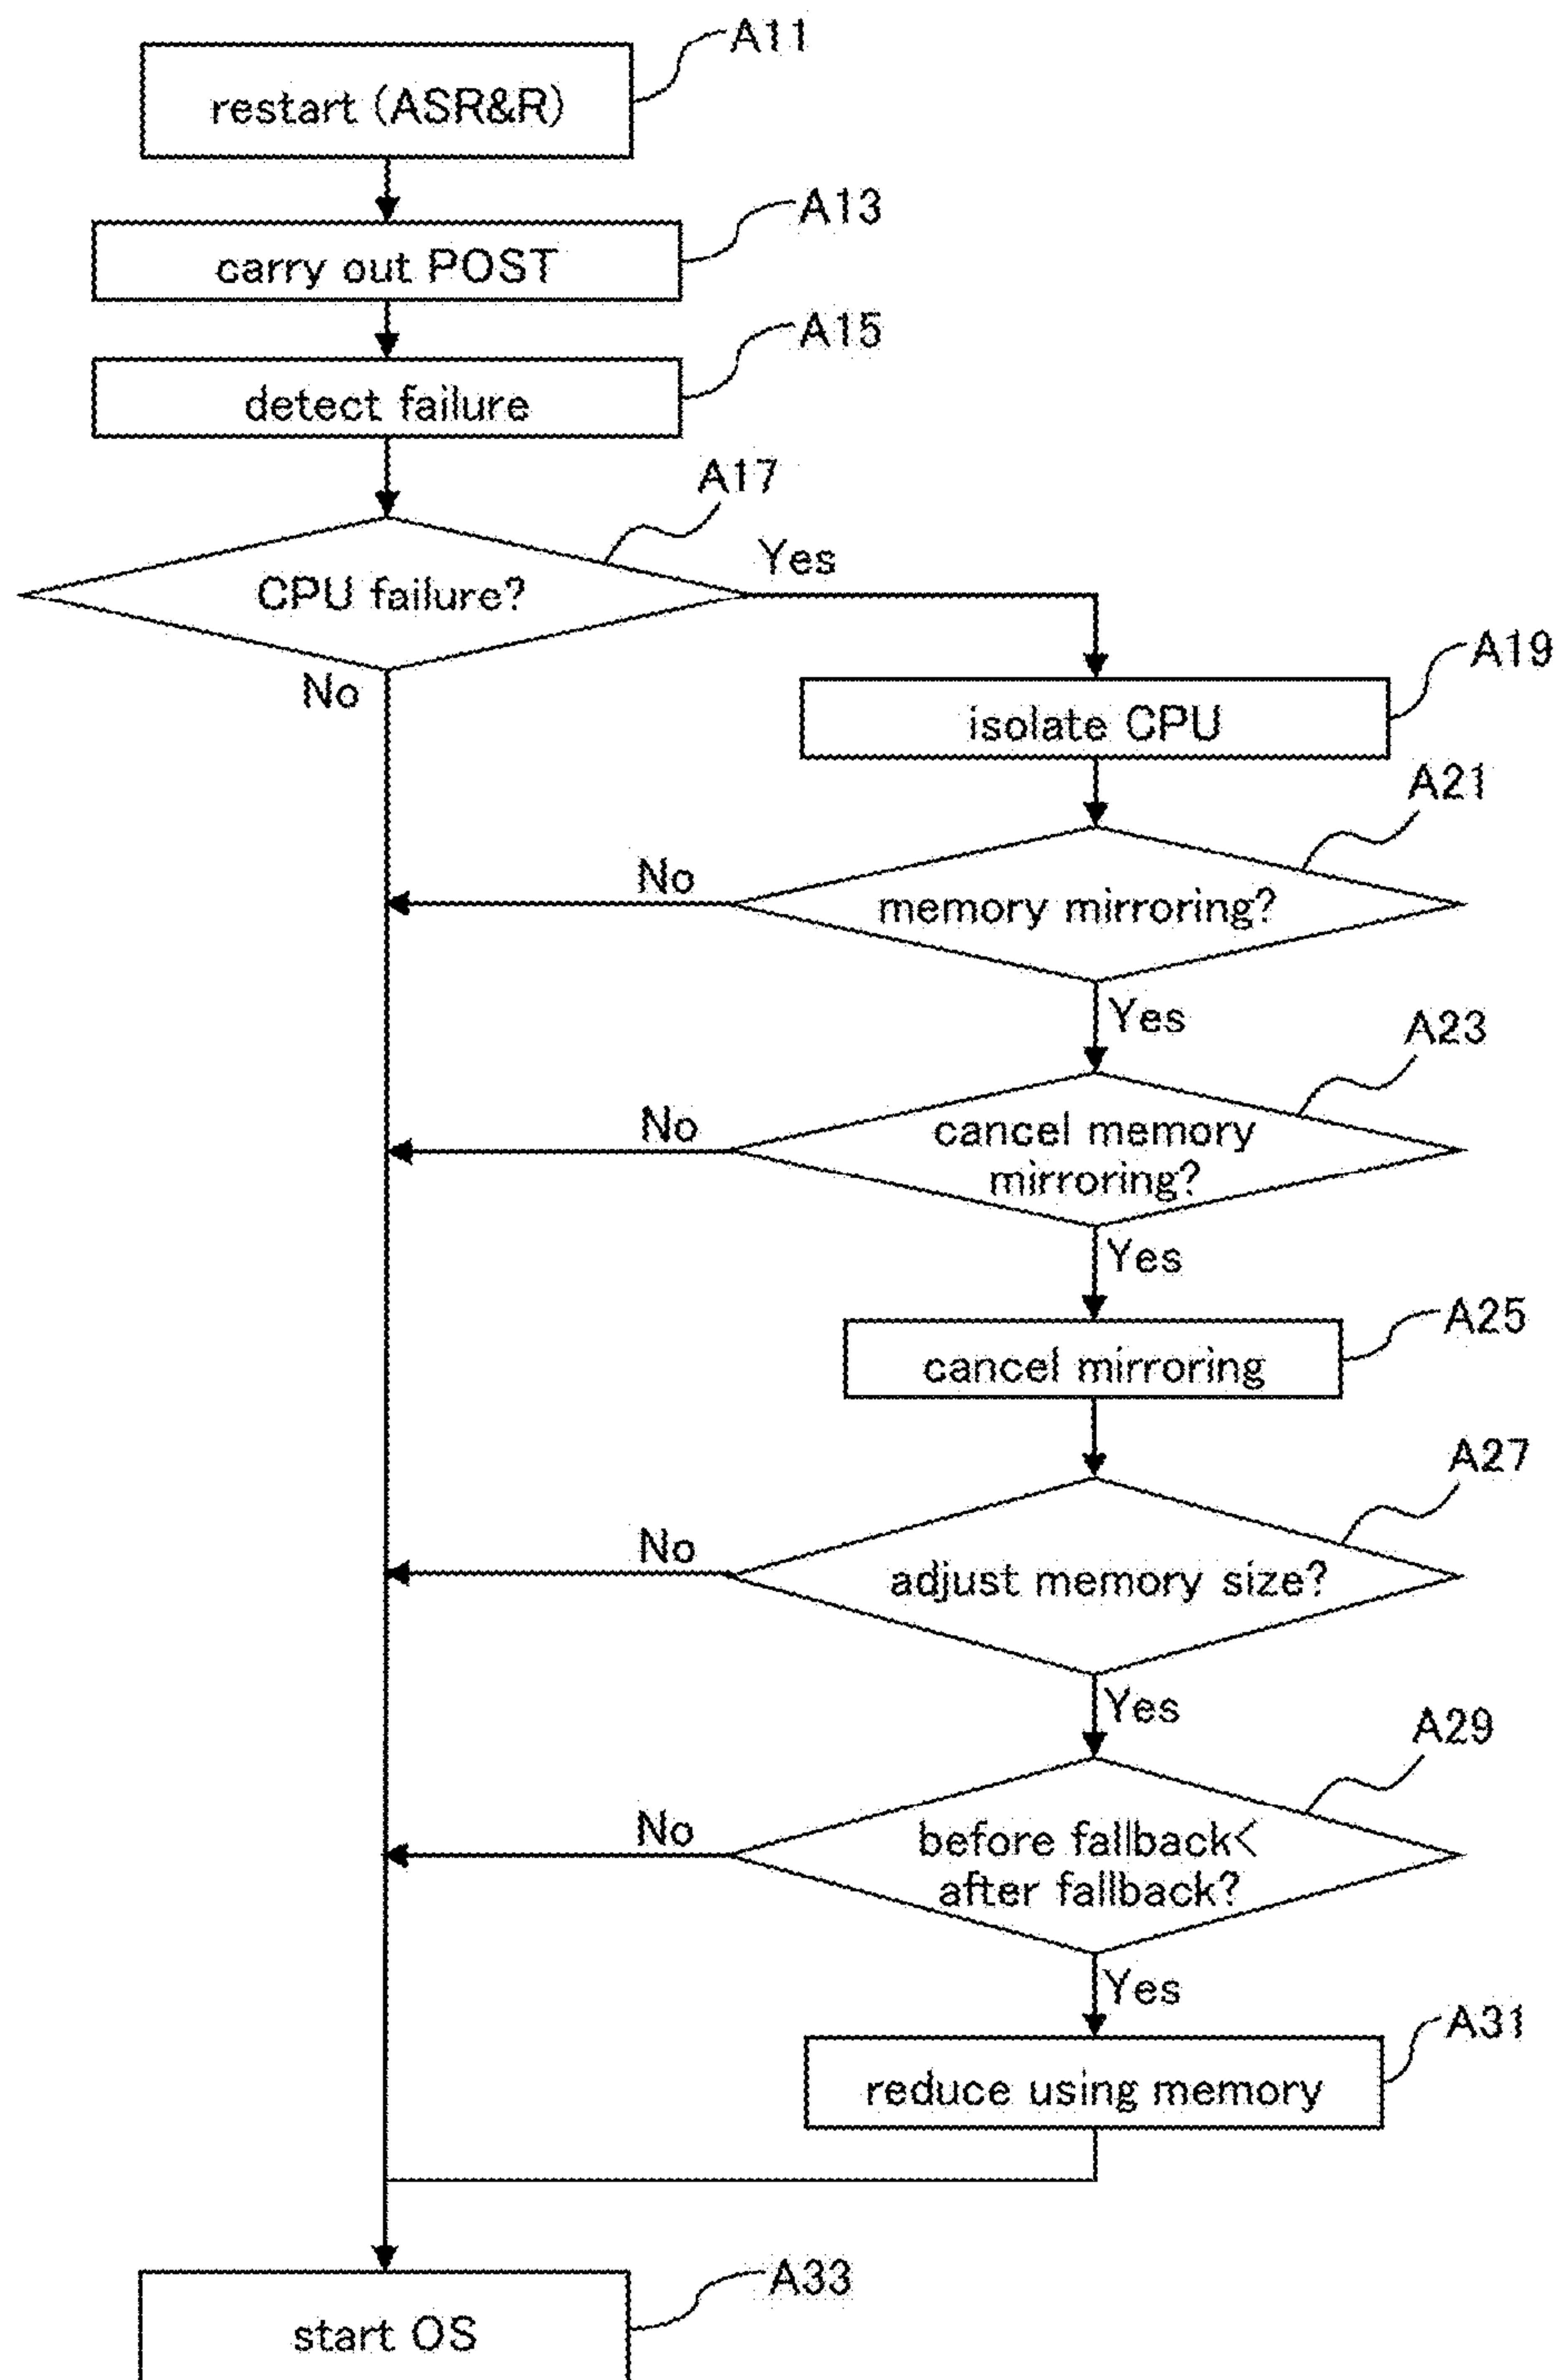 A11
restart (ASR&R)
A13
carry out POST
A15
detect failure
A17
CPU failure?
Yes
No
A19
isolate CPU
A21
memory mirroring?
No
Yes
A23
cancel memory
mirroring?
No
Yes
A25
cancel mirroring
A27
adjust memory size?
No
Yes
A29
before fallback<
after fallback?
No
Yes
A31
reduce using memory
A33
start OS